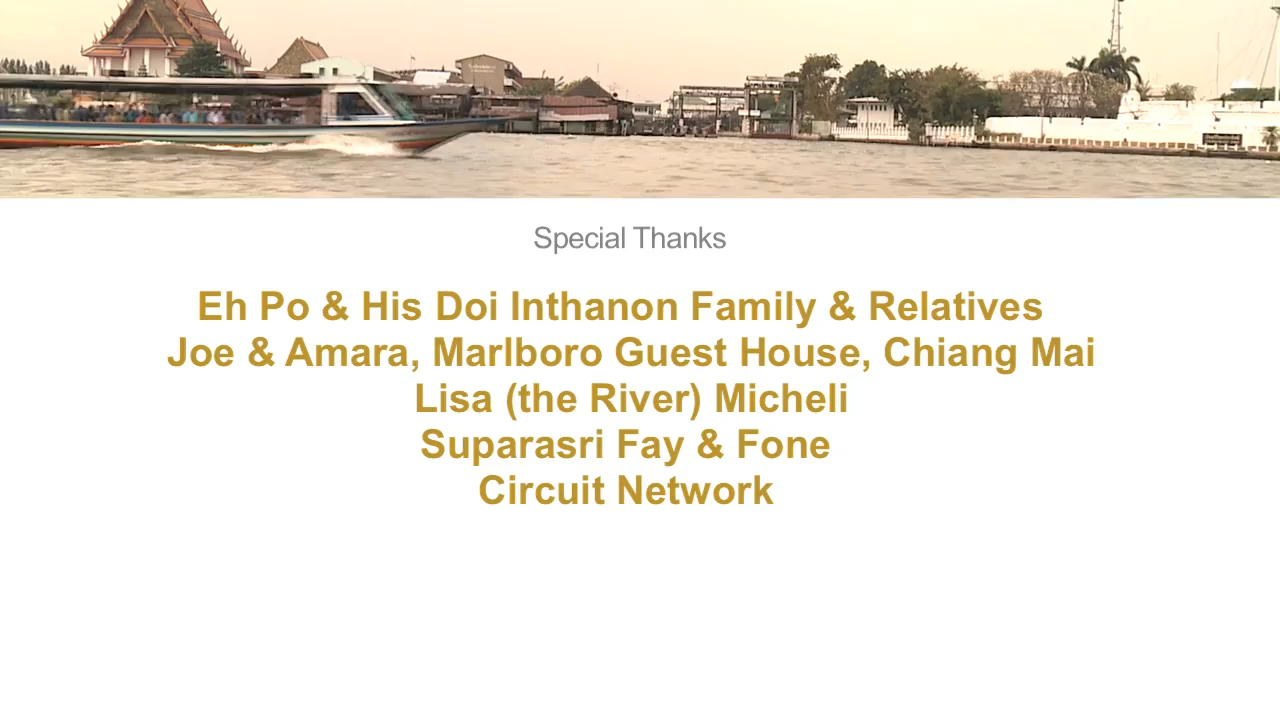 Special Thanks
Eh Po & His Doi Inthanon Family & Relatives
Joe & Amara, Marlboro Guest House, Chiang Mai
Lisa (the River) Micheli
Suparasri Fay & Fone
Circuit Network